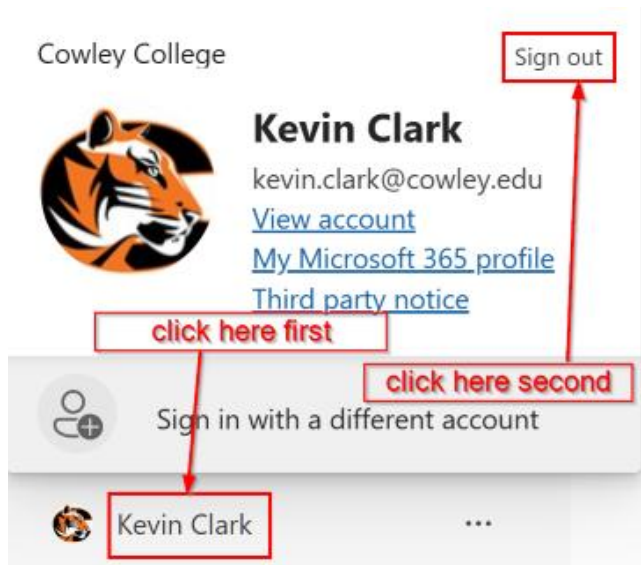 Cowley College
Sign out
Kevin Clark
kevin.clark@cowley.edu
View account
My Microsoft 365 profile
Third party notice
click here first
click here second
Sign in with a different account
Kevin Clark
...